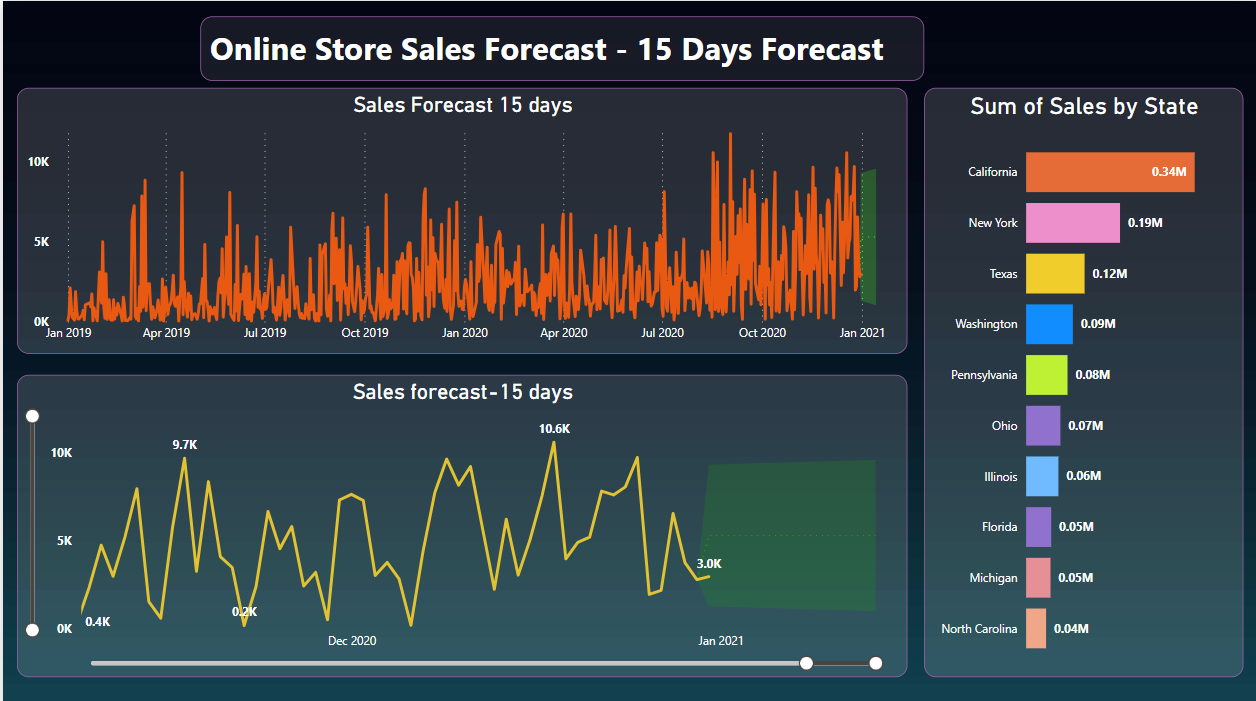 Online Store Sales Forecast - 15 Days Forecast
Sales Forecast 15 days
10K
5K
0K
Jan 2019 Apr 2019 Jul 2019 Oct 2019 Jan 2020 Apr 2020 Jul 2020 Oct 2020 Jan 2021
Sales forecast-15 days
10K
5K
0K
0.4K
9.7K
0.2K
10.6K
3.0K
Dec 2020 Jan 2021
Sum of Sales by State
California 0.34M
New York 0.19M
Texas 0.12M
Washington 0.09M
Pennsylvania 0.08M
Ohio 0.07M
Illinois 0.06M
Florida 0.05M
Michigan 0.05M
North Carolina 0.04M